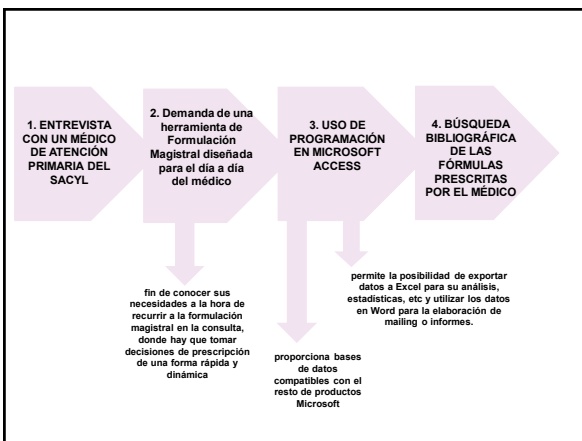 1. ENTREVISTA
CON UN MÉDICO
DE ATENCIÓN
PRIMARIA DEL
SACYL
2. Demanda de una
herramienta de
Formulación
Magistral diseñada
para el día a día
del médico
3. USO DE
PROGRAMACIÓN
EN MICROSOFT
ACCESS
4. BÚSQUEDA
BIBLIOGRÁFICA
DE LAS
FÓRMULAS
PRESCRITAS
POR EL MÉDICO
fin de conocer sus
necesidades a la hora de
recurrir a la formulación
magistral en la consulta,
donde hay que tomar
decisiones de prescripción
de una forma rápida y
dinámica
proporciona bases
de datos
compatibles con el
resto de productos
Microsoft
permite la posibilidad de exportar
datos a Excel para su análisis,
estadísticas, etc y utilizar los datos
en Word para la elaboración de
mailing o informes.